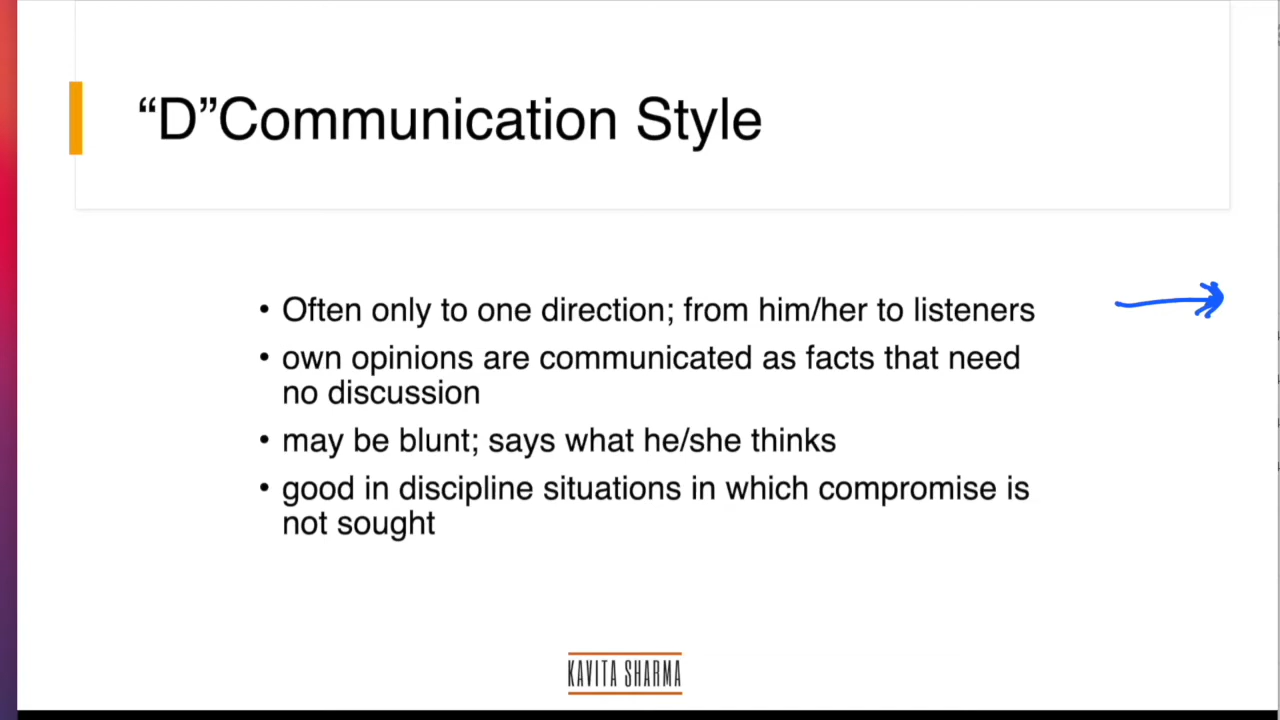 “D”Communication Style
• Often only to one direction; from him/her to listeners
• own opinions are communicated as facts that need
no discussion
• may be blunt; says what he/she thinks
• good in discipline situations in which compromise is
not sought
KAVITA SHARMA